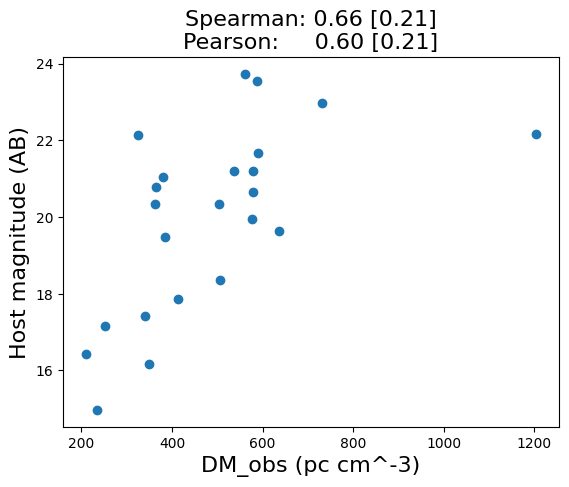 Spearman: 0.66 [0.21]
Pearson: 0.60 [0.21]
24
22
20
18
16
Host magnitude (AB)
200 400 600 800 1000 1200
DM_obs (pc cm^-3)